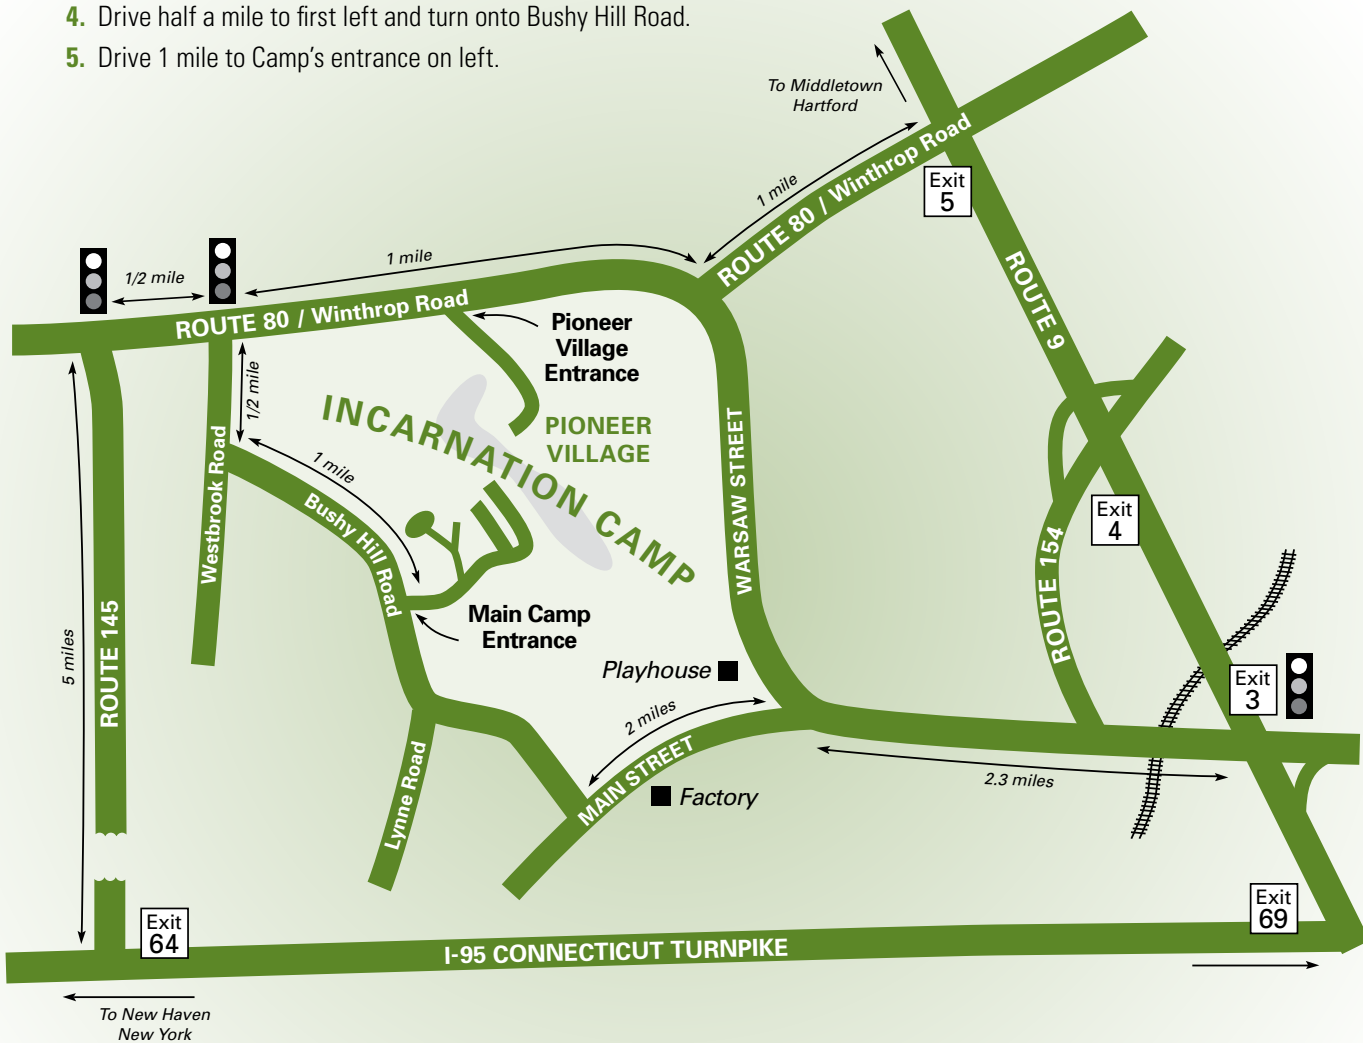 4. Drive half a mile to first left and turn onto Bushy Hill Road.
5. Drive 1 mile to Camp’s entrance on left.
To Middletown
Hartford
1 mile
ROUTE 80 / Winthrop Road
Exit
5
ROUTE 9
1/2 mile
1 mile
ROUTE 80 / Winthrop Road
Pioneer
Village
Entrance
1/2 mile
INCARNATION CAMP
PIONEER
VILLAGE
Westbrook Road
1 mile
Bushy Hill Road
WARSAW STREET
Exit
4
ROUTE 154
Main Camp
Entrance
5 miles
ROUTE 145
Playhouse
Exit
3
2 miles
MAIN STREET
2.3 miles
Factory
Lynne Road
Exit
64
Exit
69
I-95 CONNECTICUT TURNPIKE
To New Haven
New York